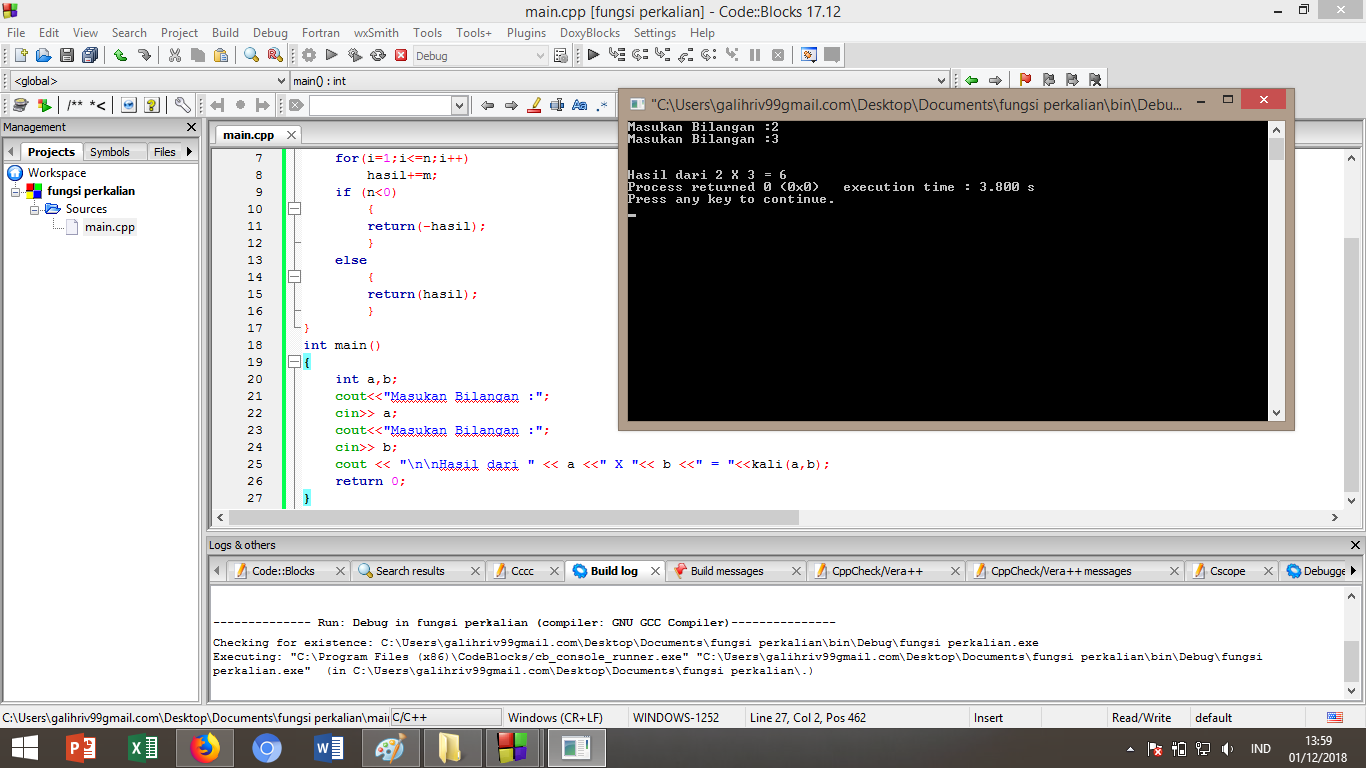 main.cpp [fungsi perkalian] - Code::Blocks 17.12
File Edit View Search Project Build Debug Fortran wxSmith Tools Tools+ Plugins DoxyBlocks Settings Help
Debug
<global> main() : int
/** *< Aa .*
Management
Projects Symbols Files
Workspace
fungsi perkalian
Sources
main.cpp
main.cpp
7 for(i=1;i<=n;i++)
8 hasil+=m;
9 if (n<0)
10 {
11 return(-hasil);
12 }
13 else
14 {
15 return(hasil);
16 }
17 }
18 int main()
19 {
20 int a,b;
21 cout<<"Masukan Bilangan :";
22 cin>> a;
23 cout<<"Masukan Bilangan :";
24 cin>> b;
25 cout << "\n\nHasil dari " << a <<" X "<< b <<" = "<<kali(a,b);
26 return 0;
27 }
"C:\Users\galihriv99gmail.com\Desktop\Documents\fungsi perkalian\bin\Debu...
Masukan Bilangan :2
Masukan Bilangan :3
Hasil dari 2 X 3 = 6
Process returned 0 (0x0) execution time : 3.800 s
Press any key to continue.
Logs & others
Code::Blocks Search results Cccc Build log Build messages CppCheck/Vera++ CppCheck/Vera++ messages Cscope Debugge
-------------- Run: Debug in fungsi perkalian (compiler: GNU GCC Compiler)---------------
Checking for existence: C:\Users\galihriv99gmail.com\Desktop\Documents\fungsi perkalian\bin\Debug\fungsi perkalian.exe
Executing: "C:\Program Files (x86)\CodeBlocks/cb_console_runner.exe" "C:\Users\galihriv99gmail.com\Desktop\Documents\fungsi perkalian\bin\Debug\fungsi
perkalian.exe" (in C:\Users\galihriv99gmail.com\Desktop\Documents\fungsi perkalian\.)
C:\Users\galihriv99gmail.com\Desktop\Documents\fungsi perkalian\mai C/C++ Windows (CR+LF) WINDOWS-1252 Line 27, Col 2, Pos 462 Insert Read/Write default
IND
13:59
01/12/2018